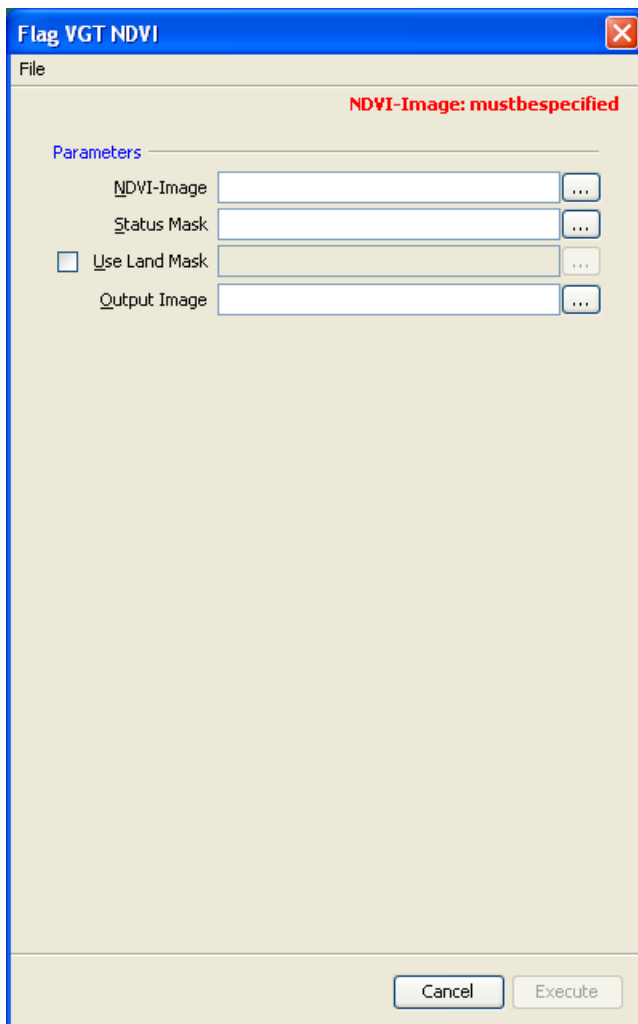 Flag VGT NDVI
File
NDVI-Image: mustbespecified
Parameters
NDVI-Image ...
Status Mask ...
Use Land Mask ...
Output Image ...
Cancel Execute